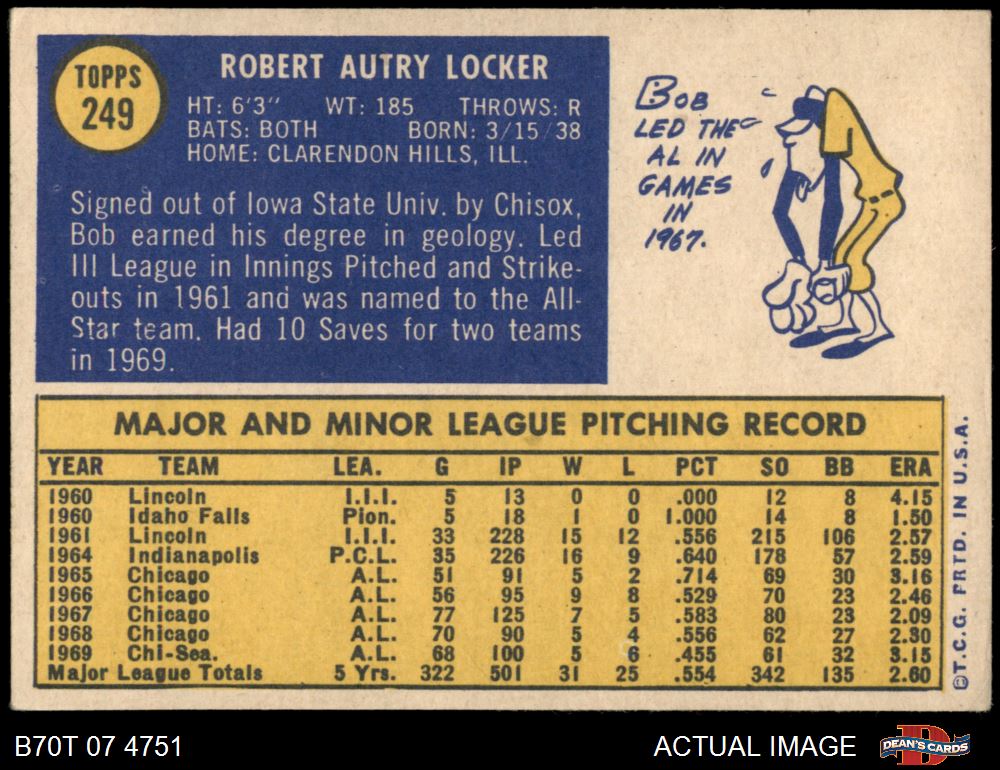 TOPPS
249
ROBERT AUTRY LOCKER
HT: 6'3" WT: 185 THROWS: R
BATS: BOTH BORN: 3/15/38
HOME: CLARENDON HILLS, ILL.
Signed out of Iowa State Univ. by Chisox,
Bob earned his degree in geology. Led
III League in Innings Pitched and Strike-
outs in 1961 and was named to the All-
Star team. Had 10 Saves for two teams
in 1969.
BOB
LED THE
AL IN
GAMES
IN
1967.
MAJOR AND MINOR LEAGUE PITCHING RECORD
YEAR TEAM LEA. G IP W L PCT SO BB ERA
1960 Lincoln I.I.I. 5 13 0 0 .000 12 8 4.15
1960 Idaho Falls Pion. 5 18 1 0 1.000 14 8 1.50
1961 Lincoln I.I.I. 33 228 15 12 .556 215 106 2.57
1964 Indianapolis P.C.L. 35 226 16 9 .640 178 57 2.59
1965 Chicago A.L. 51 91 5 2 .714 69 30 3.16
1966 Chicago A.L. 56 95 9 8 .529 70 23 2.46
1967 Chicago A.L. 77 125 7 5 .583 80 23 2.09
1968 Chicago A.L. 70 90 5 4 .556 62 27 2.30
1969 Chi-Sea. A.L. 68 100 5 6 .455 61 32 3.15
Major League Totals 5 Yrs. 322 501 31 25 .554 342 135 2.60
©T.C.G. PRTD. IN U.S.A.
B70T 07 4751 ACTUAL IMAGE
D
DEAN'S CARDS